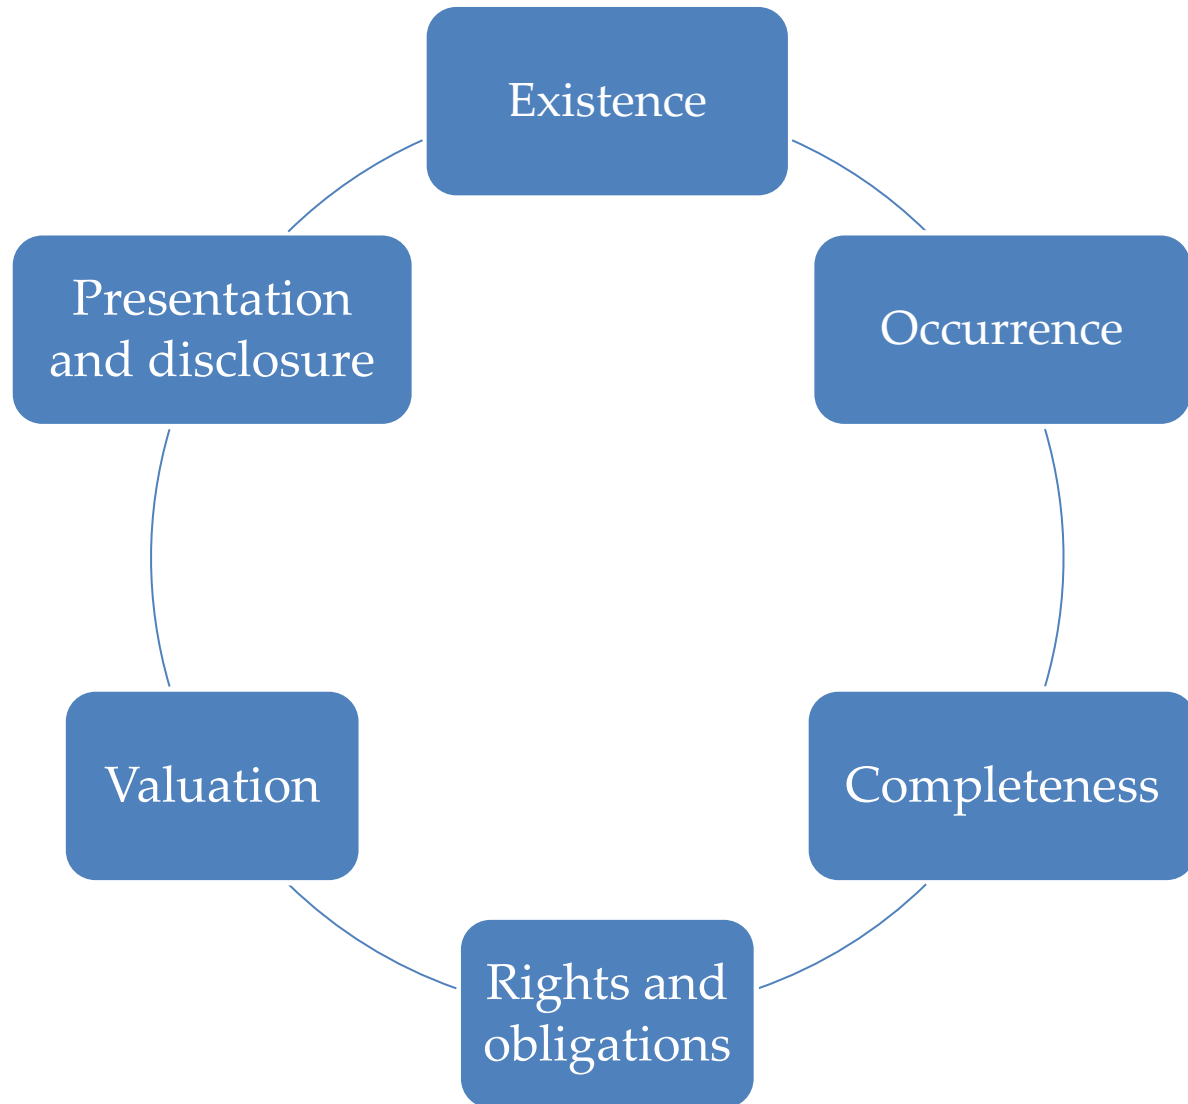 Existence
Occurrence
Completeness
Rights and
obligations
Valuation
Presentation
and disclosure